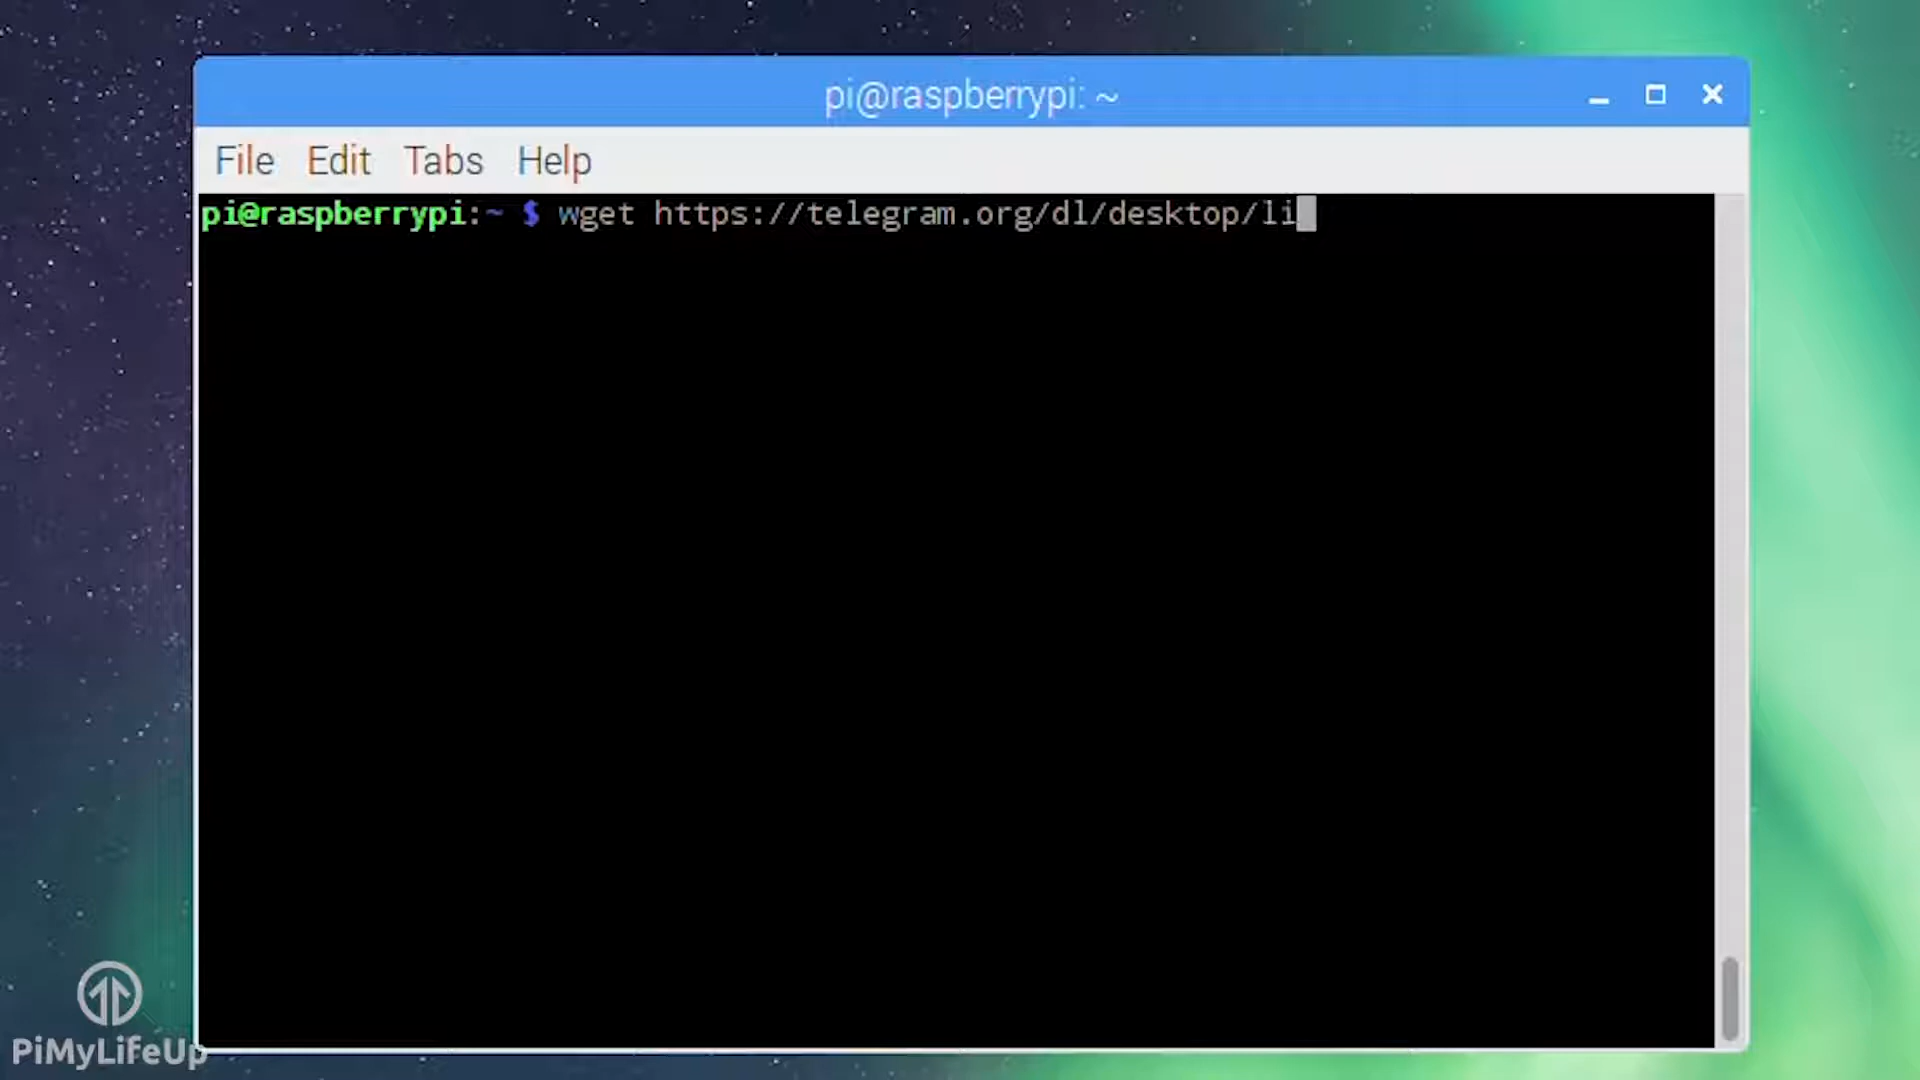 pi@raspberrypi: ~
File Edit Tabs Help
pi@raspberrypi:~ $ wget https://telegram.org/dl/desktop/li
PiMyLifeUp